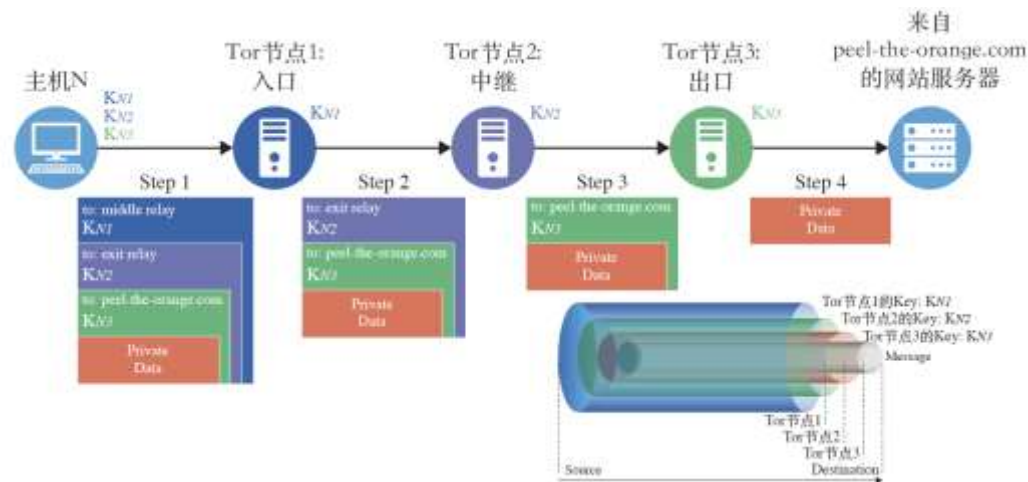 主机N
Tor节点1:
入口
Tor节点2:
中继
Tor节点3:
出口
来自
peel-the-orange.com
的网站服务器
KN1
KN2
KN3
KN1
KN2
KN3
Step 1
Step 2
Step 3
Step 4
to: middle relay
KN1
to: exit relay
KN2
to: peel-the-orange.com
KN3
Private
Data
to: exit relay
KN2
to: peel-the-orange.com
KN3
Private
Data
to: peel-the-orange.com
KN3
Private
Data
Private
Data
Tor节点1的Key: KN1
Tor节点2的Key: KN2
Tor节点3的Key: KN1
Message
Tor节点1
Tor节点2
Tor节点3
Source
Destination